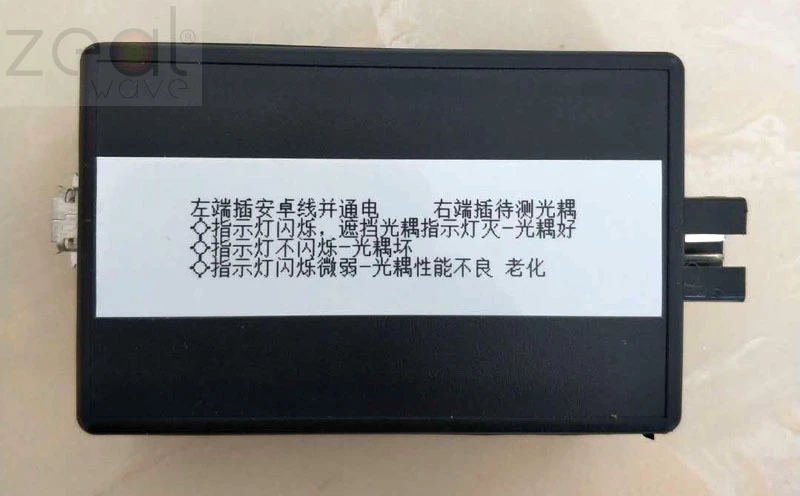 zeal®
wave
左端插安卓线并通电 右端插待测光耦
◇指示灯闪烁，遮挡光耦指示灯灭-光耦好
◇指示灯不闪烁-光耦坏
◇指示灯闪烁微弱-光耦性能不良 老化